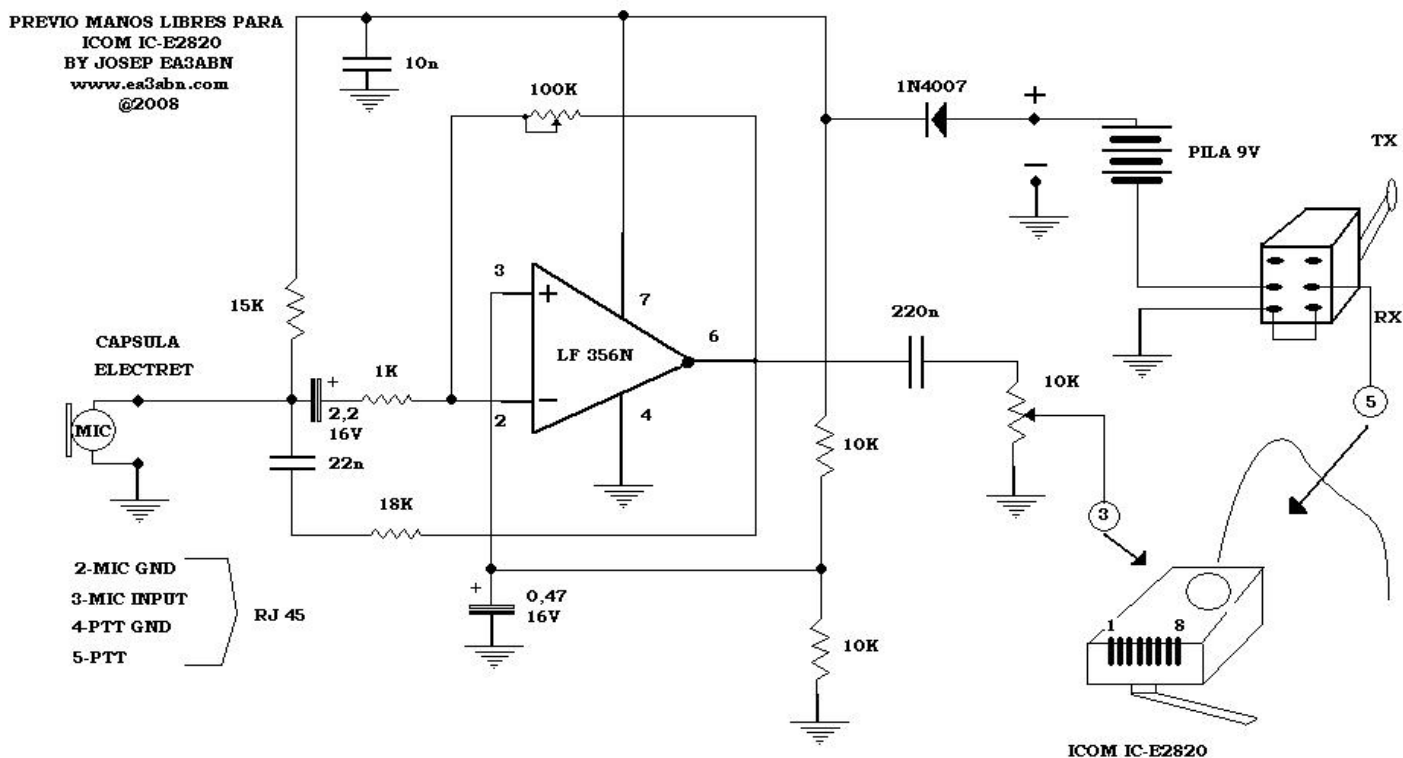 PREVIO MANOS LIBRES PARA
ICOM IC-E2820
BY JOSEP EA3ABN
www.ea3abn.com
@2008
10n
100K
1N4007
+
−
PILA 9V
TX
RX
15K
3
+
7
LF 356N
6
−
2
4
220n
10K
CAPSULA
ELECTRET
MIC
+
2,2
16V
1K
22n
18K
10K
5
3
2-MIC GND
3-MIC INPUT
4-PTT GND
5-PTT
RJ 45
+
0,47
16V
10K
1
8
ICOM IC-E2820